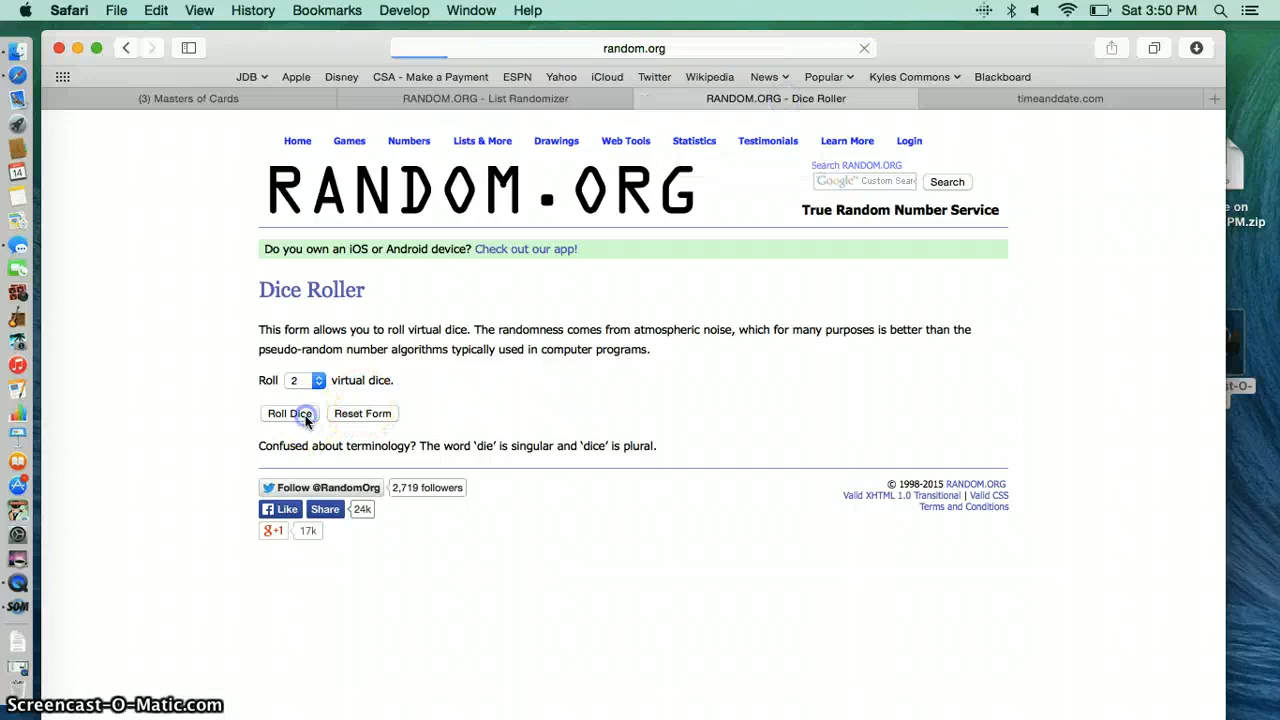 Safari File Edit View History Bookmarks Develop Window Help Sat 3:50 PM
random.org
JDB Apple Disney CSA - Make a Payment ESPN Yahoo iCloud Twitter Wikipedia News Popular Kyles Commons Blackboard
(3) Masters of Cards RANDOM.ORG - List Randomizer RANDOM.ORG - Dice Roller timeanddate.com
Home Games Numbers Lists & More Drawings Web Tools Statistics Testimonials Learn More Login
Search RANDOM.ORG
RANDOM.ORG
Google™ Custom Sear Search
True Random Number Service
e on
PM.zip
Do you own an iOS or Android device? Check out our app!
Dice Roller
This form allows you to roll virtual dice. The randomness comes from atmospheric noise, which for many purposes is better than the
pseudo-random number algorithms typically used in computer programs.
Roll 2 virtual dice.
st-O-
Roll Dice Reset Form
Confused about terminology? The word ‘die’ is singular and ‘dice’ is plural.
Follow @RandomOrg 2,719 followers
Like Share 24k
g+1 17k
© 1998-2015 RANDOM.ORG
Valid XHTML 1.0 Transitional | Valid CSS
Terms and Conditions
14
SOM
Screencast-O-Matic.com